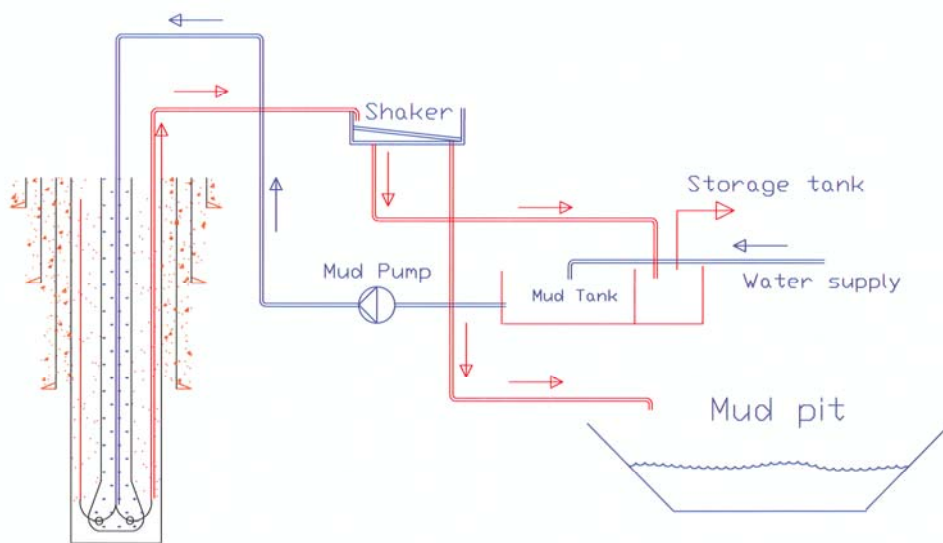 Shaker
Storage tank
Mud Pump
Mud Tank
Water supply
Mud pit